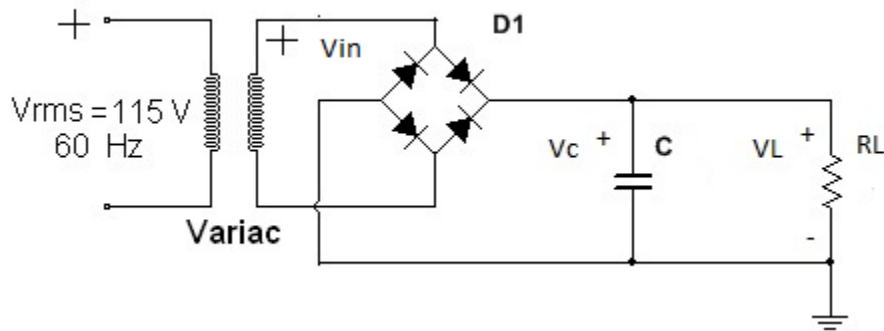 D1
+ Vin
+
Vrms = 115 V
60 Hz
Vc + C VL + RL
Variac
-